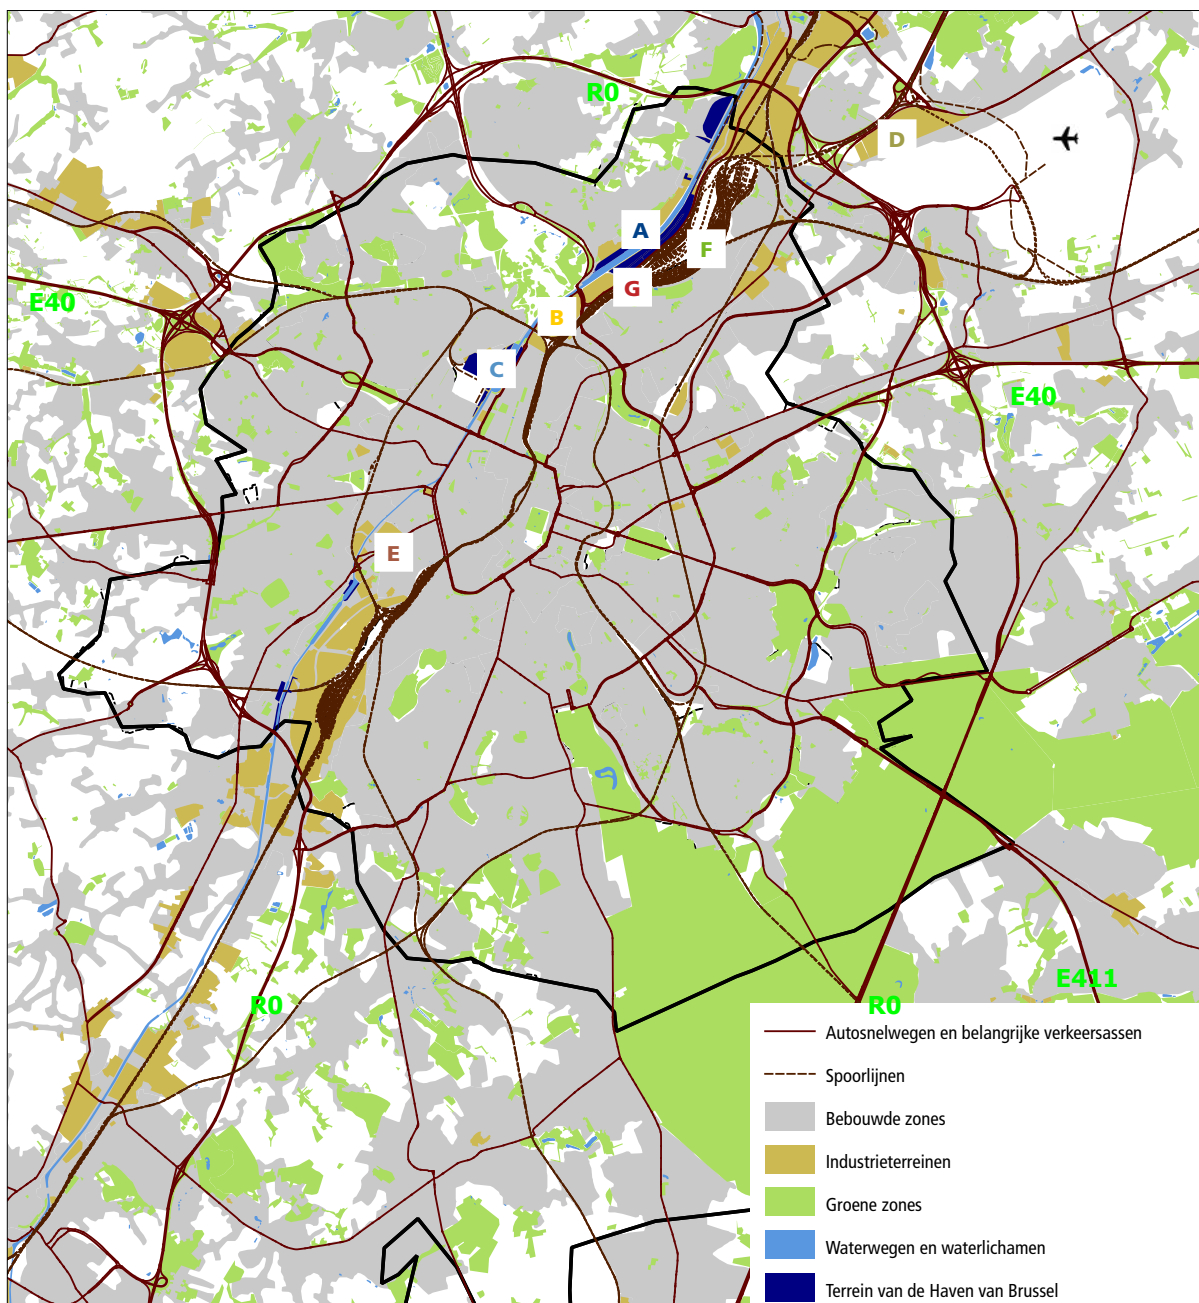 R0
D
A
F
G
E40
B
C
E40
E
E411
R0
R0
Autosnelwegen en belangrijke verkeersassen
Spoorlijnen
Bebouwde zones
Industrieterreinen
Groene zones
Waterwegen en waterlichamen
Terrein van de Haven van Brussel